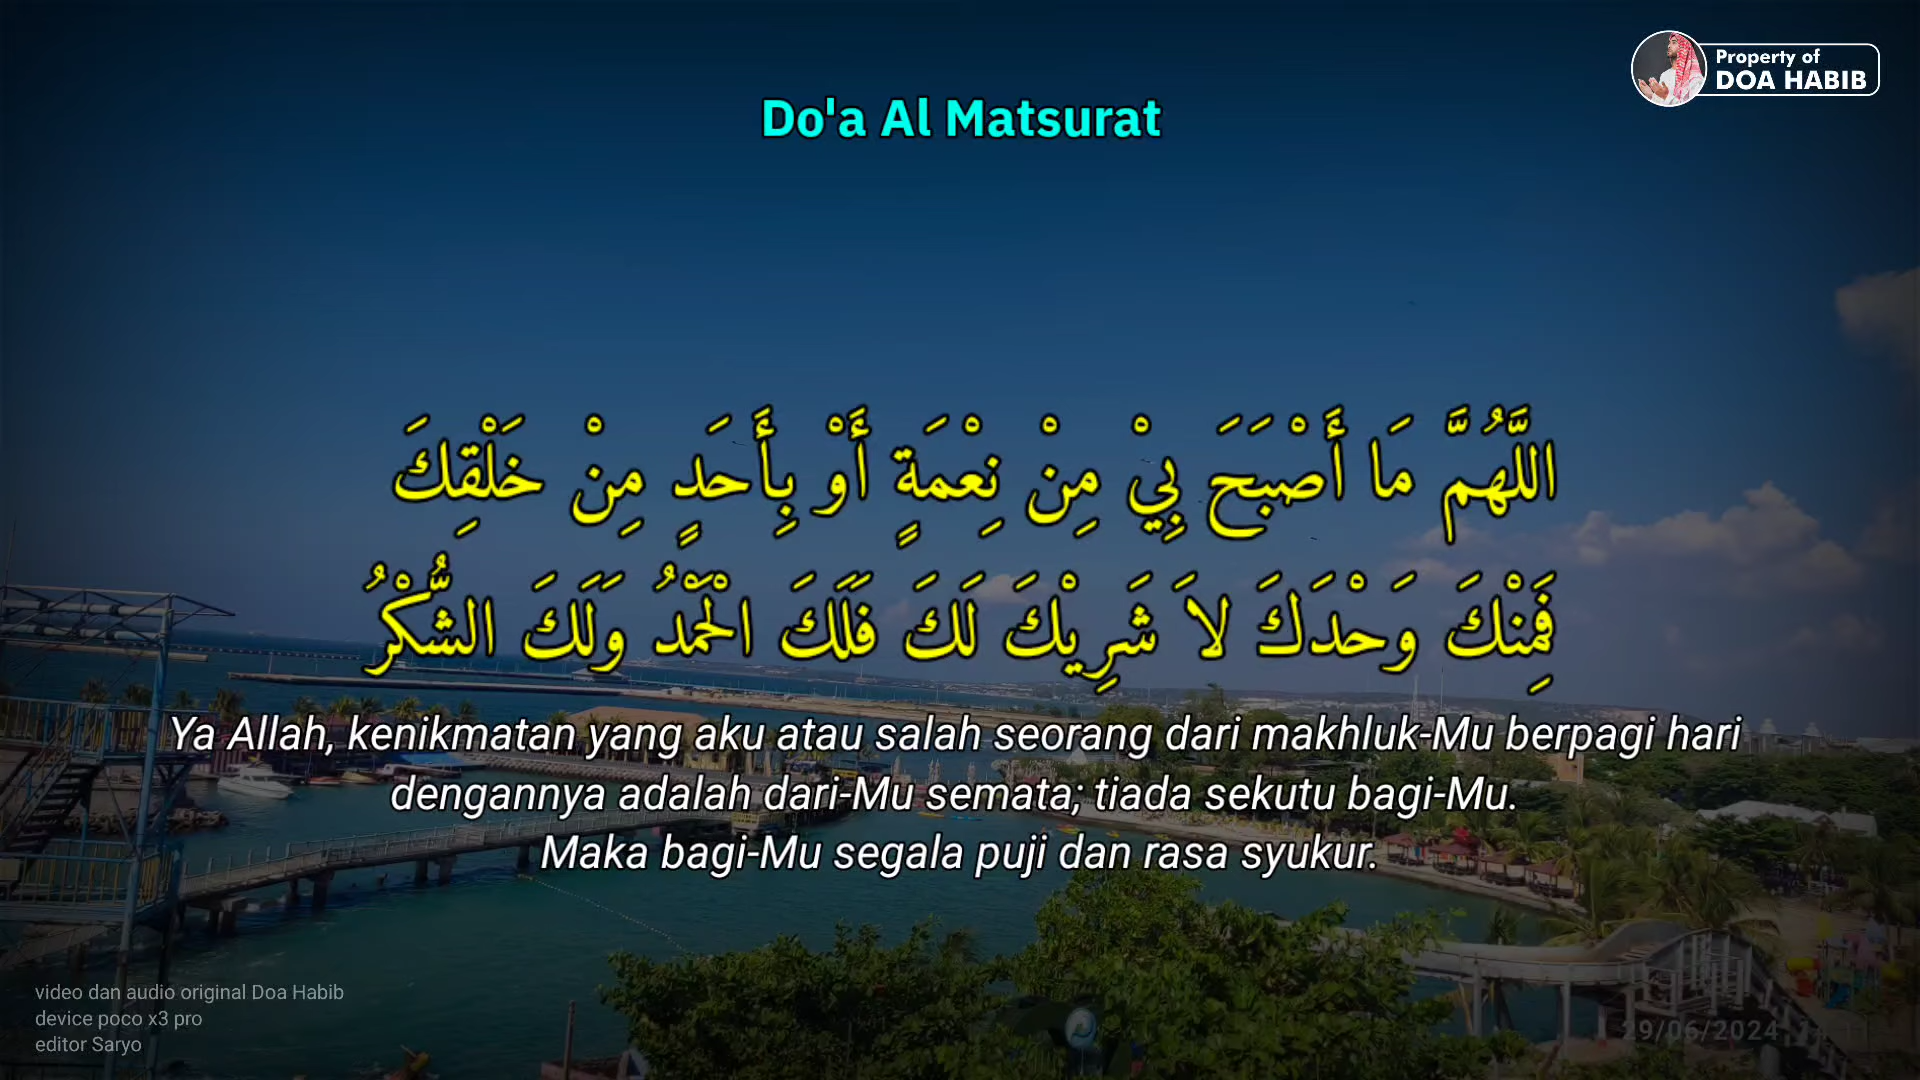 Property of
DOA HABIB
Do'a Al Matsurat
اللَّهُمَّ مَا أَصْبَحَ بِيْ مِنْ نِعْمَةٍ أَوْ بِأَحَدٍ مِنْ خَلْقِكَ
فَمِنْكَ وَحْدَكَ لاَ شَرِيْكَ لَكَ فَلَكَ الْحَمْدُ وَلَكَ الشُّكْرُ
Ya Allah, kenikmatan yang aku atau salah seorang dari makhluk-Mu berpagi hari
dengannya adalah dari-Mu semata; tiada sekutu bagi-Mu.
Maka bagi-Mu segala puji dan rasa syukur.
video dan audio original Doa Habib
device poco x3 pro
editor Saryo
29/06/2024